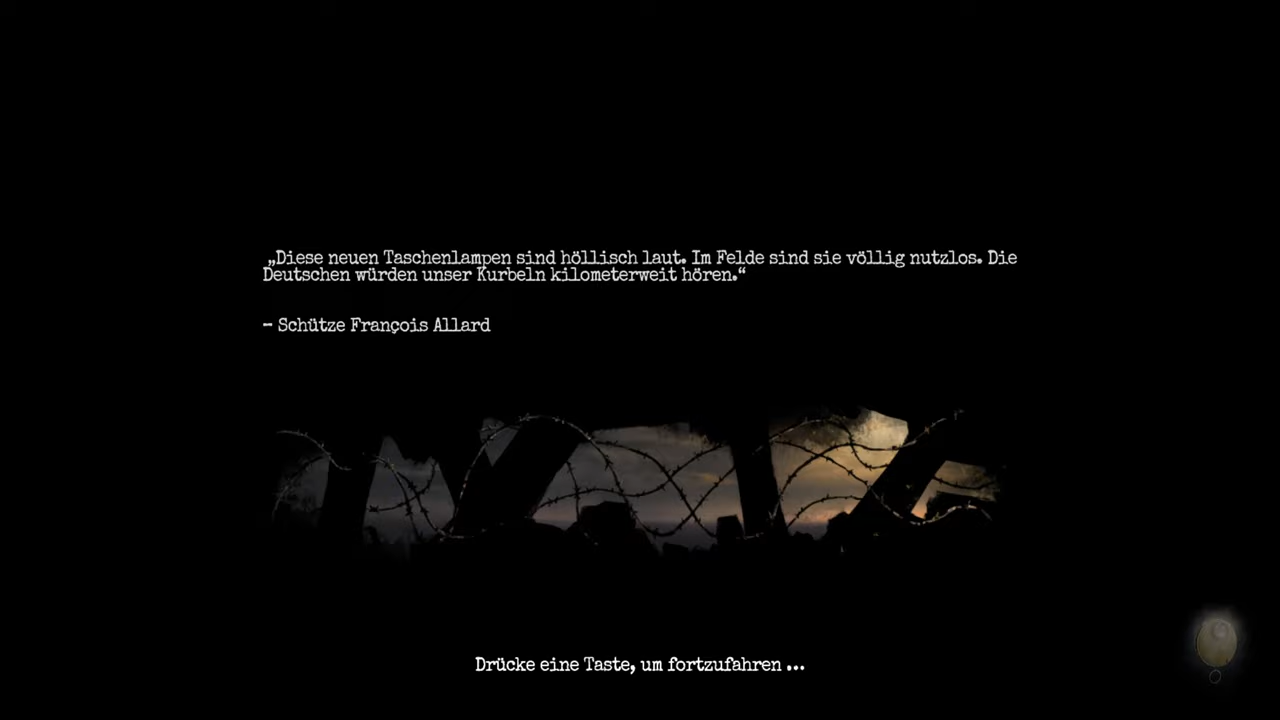 „Diese neuen Taschenlampen sind höllisch laut. Im Felde sind sie völlig nutzlos. Die
Deutschen würden unser Kurbeln kilometerweit hören.“
– Schütze François Allard
Drücke eine Taste, um fortzufahren ...